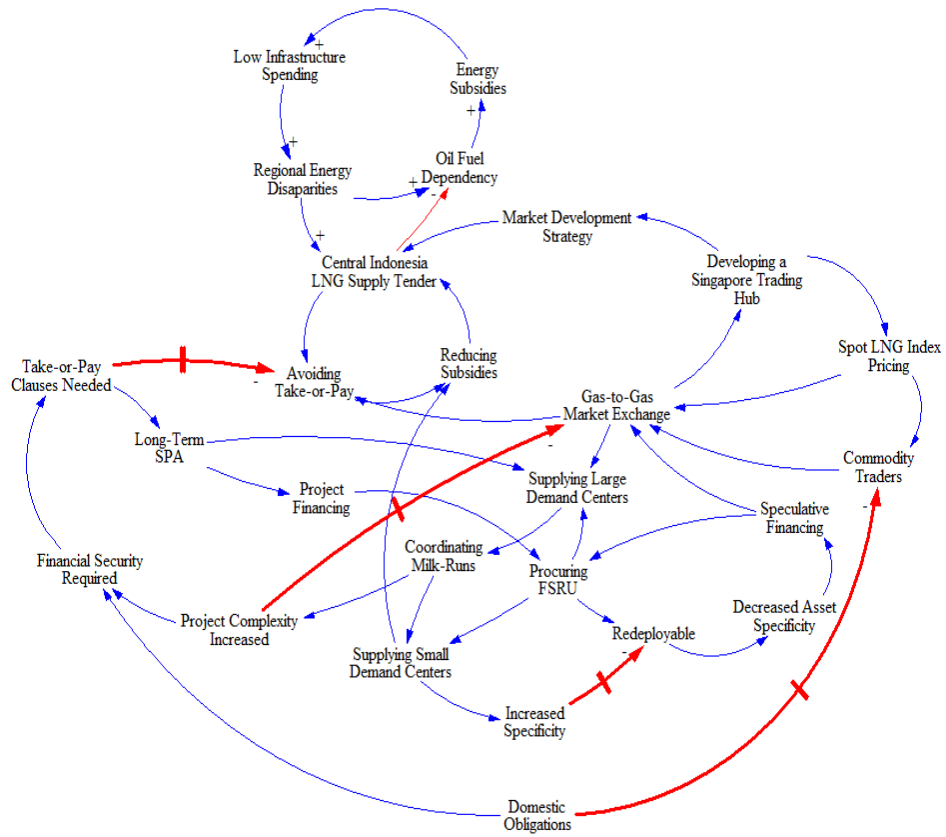 Low Infrastructure
Spending
+
Energy
Subsidies
+
+
Regional Energy
Disparities
+
-
Oil Fuel
Dependency
+
Market Development
Strategy
Central Indonesia
LNG Supply Tender
Developing a
Singapore Trading
Hub
Take-or-Pay
Clauses Needed
-
Avoiding
Take-or-Pay
Reducing
Subsidies
Spot LNG Index
Pricing
Gas-to-Gas
Market Exchange
-
Long-Term
SPA
Supplying Large
Demand Centers
Commodity
Traders
-
Project
Financing
Speculative
Financing
Financial Security
Required
Coordinating
Milk-Runs
Procuring
FSRU
Project Complexity
Increased
Decreased Asset
Specificity
Redeployable
-
Supplying Small
Demand Centers
Increased
Specificity
Domestic
Obligations